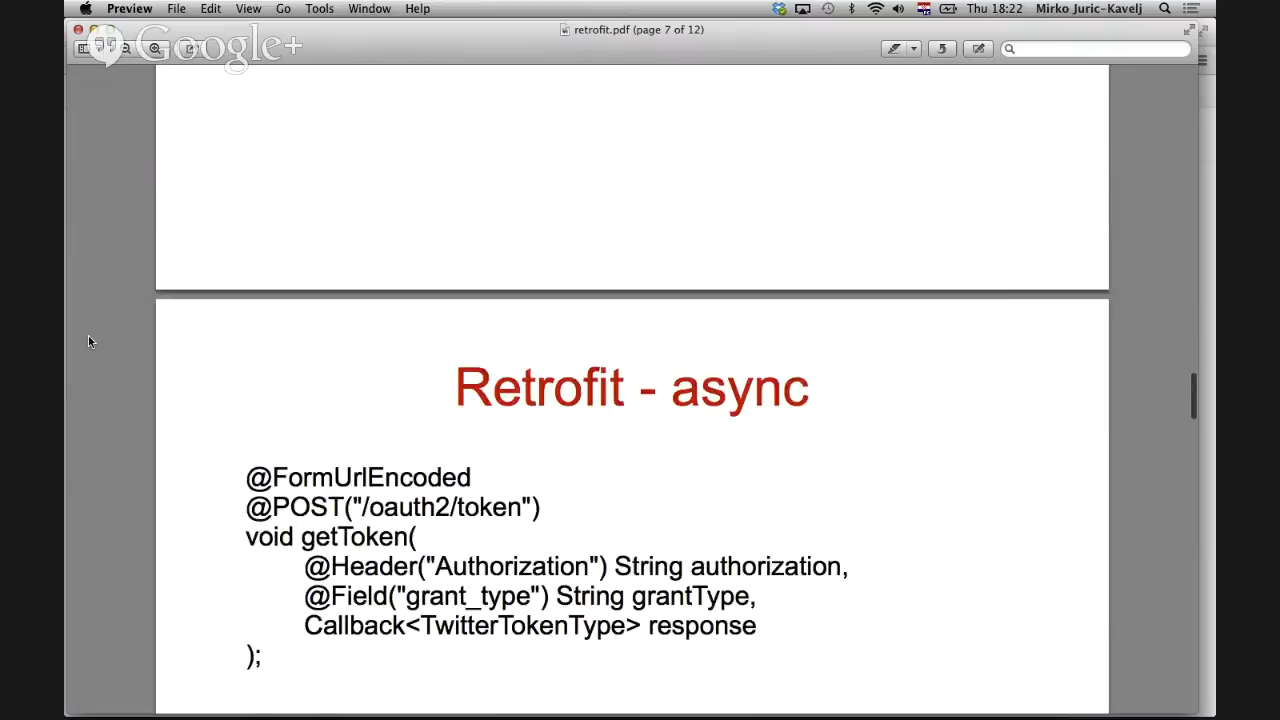 Preview File Edit View Go Tools Window Help Thu 18:22 Mirko Juric-Kavelj
retrofit.pdf (page 7 of 12)
Google+
5
Retrofit - async
@FormUrlEncoded
@POST("/oauth2/token")
void getToken(
@Header("Authorization") String authorization,
@Field("grant_type") String grantType,
Callback<TwitterTokenType> response
);